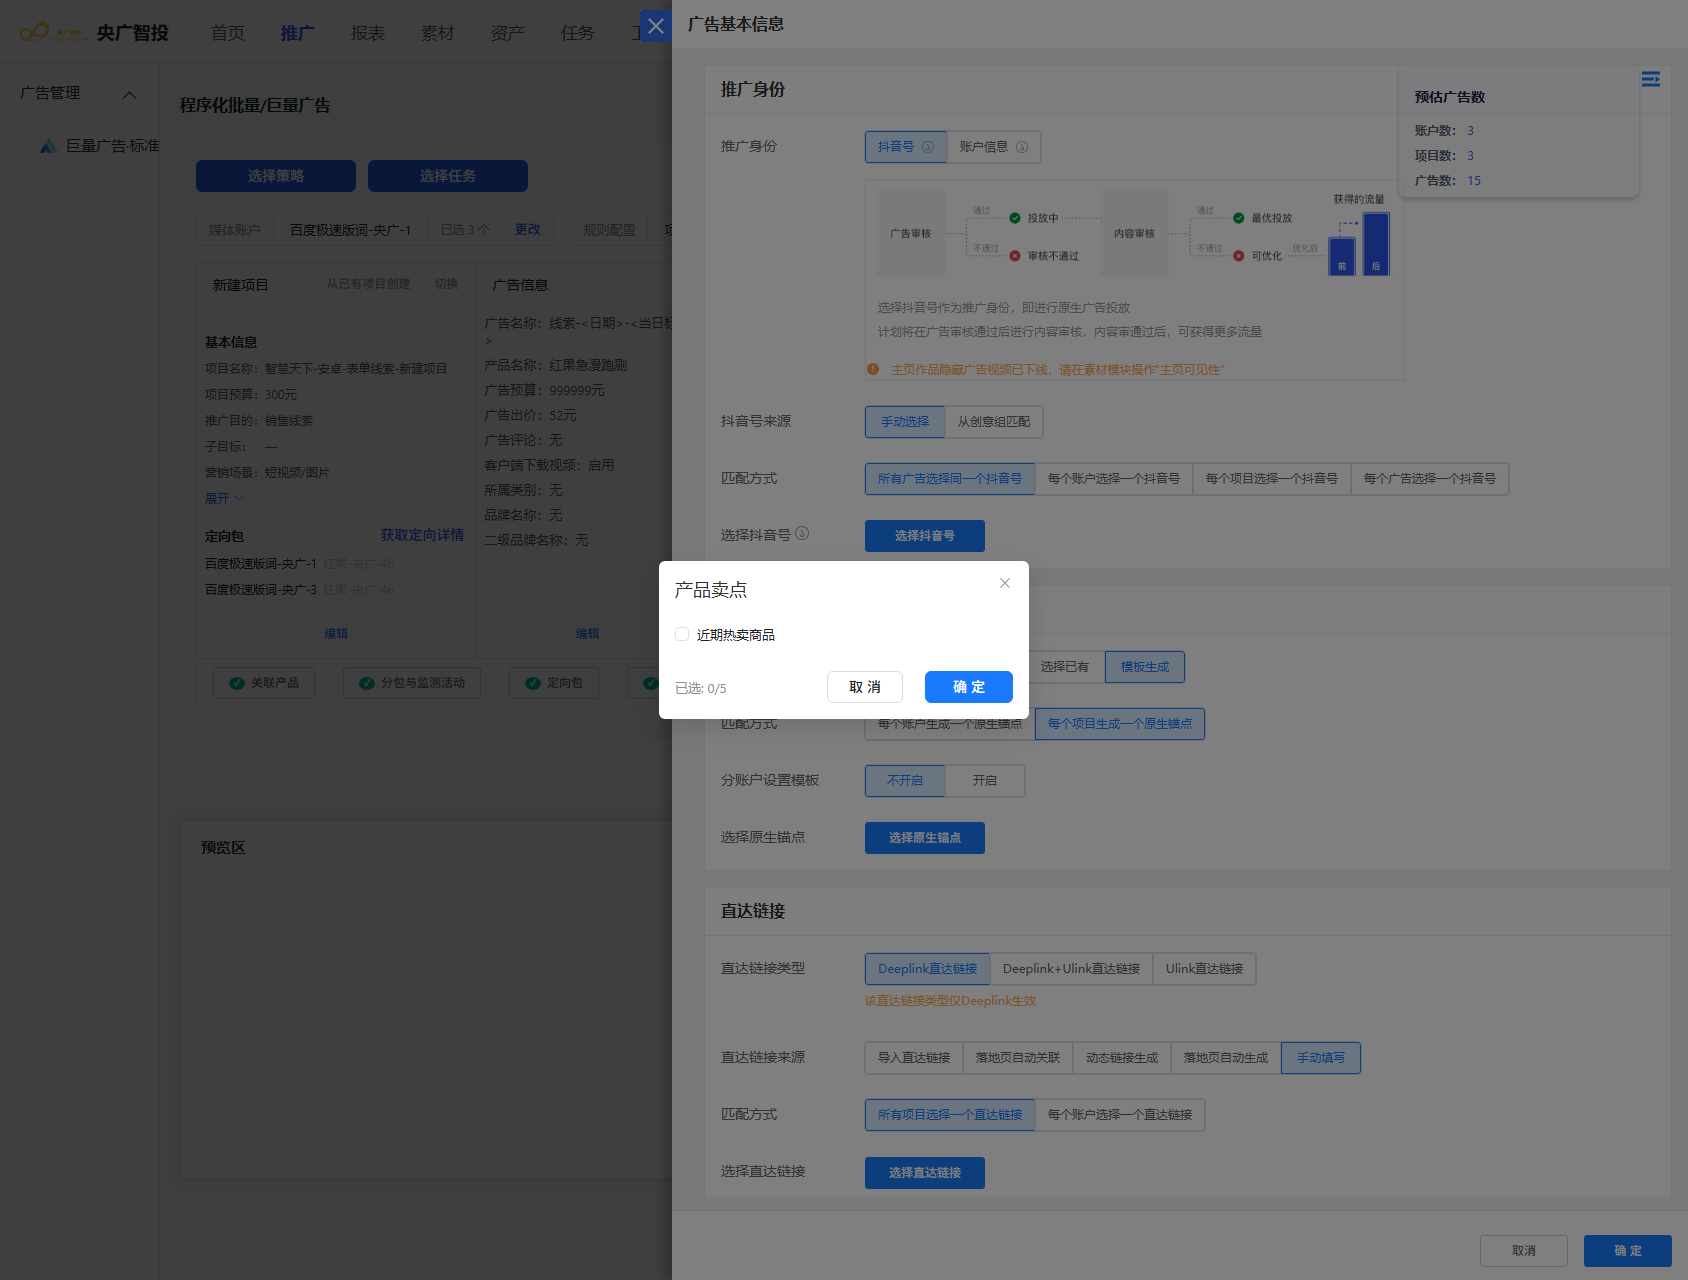 央广智投
首页
推广
报表
素材
资产
任务
广告基本信息
广告管理
巨量广告·标准
程序化批量/巨量广告
选择策略
选择任务
媒体账户
百度极速版词-央广-1
已选 3 个
更改
规则配置
新建项目
从已有项目创建
切换
广告信息
基本信息
项目名称：智慧天下-安卓-表单线索-新建项目
项目预算：300元
推广目的：销售线索
子目标：—
营销场景：短视频/图片
展开
定向包
获取定向详情
百度极速版词-央广-1 红果-央广-46
百度极速版词-央广-3 红果-央广-46
编辑
广告名称：线索-<日期>-<当日标
>
产品名称：红果急漫跑剧
广告预算：999999元
广告出价：52元
广告评论：无
客户端下载视频：启用
所属类别：无
品牌名称：无
二级品牌名称：无
编辑
关联产品
分包与监测活动
定向包
预览区
推广身份
预估广告数
账户数：3
项目数：3
广告数：15
推广身份
抖音号
账户信息
广告审核
通过
投放中
不通过
审核不通过
内容审核
通过
最优投放
不通过
可优化
优化后
获得的流量
前
后
选择抖音号作为推广身份，即进行原生广告投放
计划将在广告审核通过后进行内容审核，内容审通过后，可获得更多流量
主页作品隐藏广告视频已下线，请在素材模块操作“主页可见性”
抖音号来源
手动选择
从创意组匹配
匹配方式
所有广告选择同一个抖音号
每个账户选择一个抖音号
每个项目选择一个抖音号
每个广告选择一个抖音号
选择抖音号
选择抖音号
产品卖点
近期热卖商品
已选: 0/5
取 消
确 定
选择已有
模板生成
匹配方式
每个账户生成一个原生锚点
每个项目生成一个原生锚点
分账户设置模板
不开启
开启
选择原生锚点
选择原生锚点
直达链接
直达链接类型
Deeplink直达链接
Deeplink+Ulink直达链接
Ulink直达链接
该直达链接类型仅Deeplink生效
直达链接来源
导入直达链接
落地页自动关联
动态链接生成
落地页自动生成
手动填写
匹配方式
所有项目选择一个直达链接
每个账户选择一个直达链接
选择直达链接
选择直达链接
取消
确 定